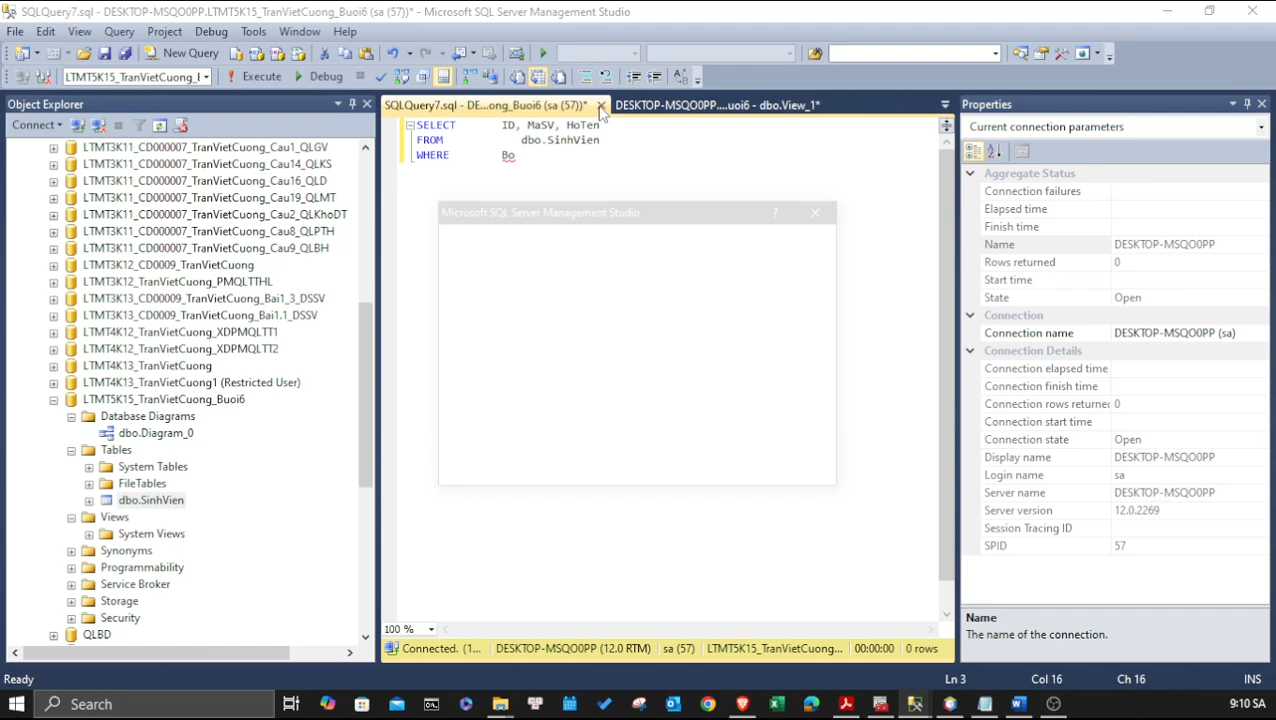 SQLQuery7.sql - DESKTOP-MSQO0PP.LTMT5K15_TranVietCuong_Buoi6 (sa (57))* - Microsoft SQL Server Management Studio
File Edit View Query Project Debug Tools Window Help
New Query
LTMT5K15_TranVietCuong_ Execute Debug
Object Explorer
Connect
LTMT3K11_CD000007_TranVietCuong_Cau1_QLGV
LTMT3K11_CD000007_TranVietCuong_Cau14_QLKS
LTMT3K11_CD000007_TranVietCuong_Cau16_QLD
LTMT3K11_CD000007_TranVietCuong_Cau19_QLMT
LTMT3K11_CD000007_TranVietCuong_Cau2_QLKhoDT
LTMT3K11_CD000007_TranVietCuong_Cau8_QLPTH
LTMT3K11_CD000007_TranVietCuong_Cau9_QLBH
LTMT3K12_CD0009_TranVietCuong
LTMT3K12_TranVietCuong_PMQLTTHL
LTMT3K13_CD00009_TranVietCuong_Bai1_3_DSSV
LTMT3K13_CD00009_TranVietCuong_Bai1.1_DSSV
LTMT4K12_TranVietCuong_XDPMQLTT1
LTMT4K12_TranVietCuong_XDPMQLTT2
LTMT4K13_TranVietCuong
LTMT4K13_TranVietCuong1 (Restricted User)
LTMT5K15_TranVietCuong_Buoi6
Database Diagrams
dbo.Diagram_0
Tables
System Tables
FileTables
dbo.SinhVien
Views
System Views
Synonyms
Programmability
Service Broker
Storage
Security
QLBD
SQLQuery7.sql - DE...ong_Buoi6 (sa (57))* DESKTOP-MSQO0PP....uoi6 - dbo.View_1*
SELECT ID, MaSV, HoTen
FROM dbo.SinhVien
WHERE Bo
Microsoft SQL Server Management Studio ?
100 %
Connected. (1... DESKTOP-MSQO0PP (12.0 RTM) sa (57) LTMT5K15_TranVietCuong... 00:00:00 0 rows
Properties
Current connection parameters
Aggregate Status
Connection failures
Elapsed time
Finish time
Name DESKTOP-MSQO0PP
Rows returned 0
Start time
State Open
Connection
Connection name DESKTOP-MSQO0PP (sa)
Connection Details
Connection elapsed time
Connection finish time
Connection rows returned 0
Connection start time
Connection state Open
Display name DESKTOP-MSQO0PP
Login name sa
Server name DESKTOP-MSQO0PP
Server version 12.0.2269
Session Tracing ID
SPID 57
Name
The name of the connection.
Ready Ln 3 Col 16 Ch 16 INS
Search 9:10 SA